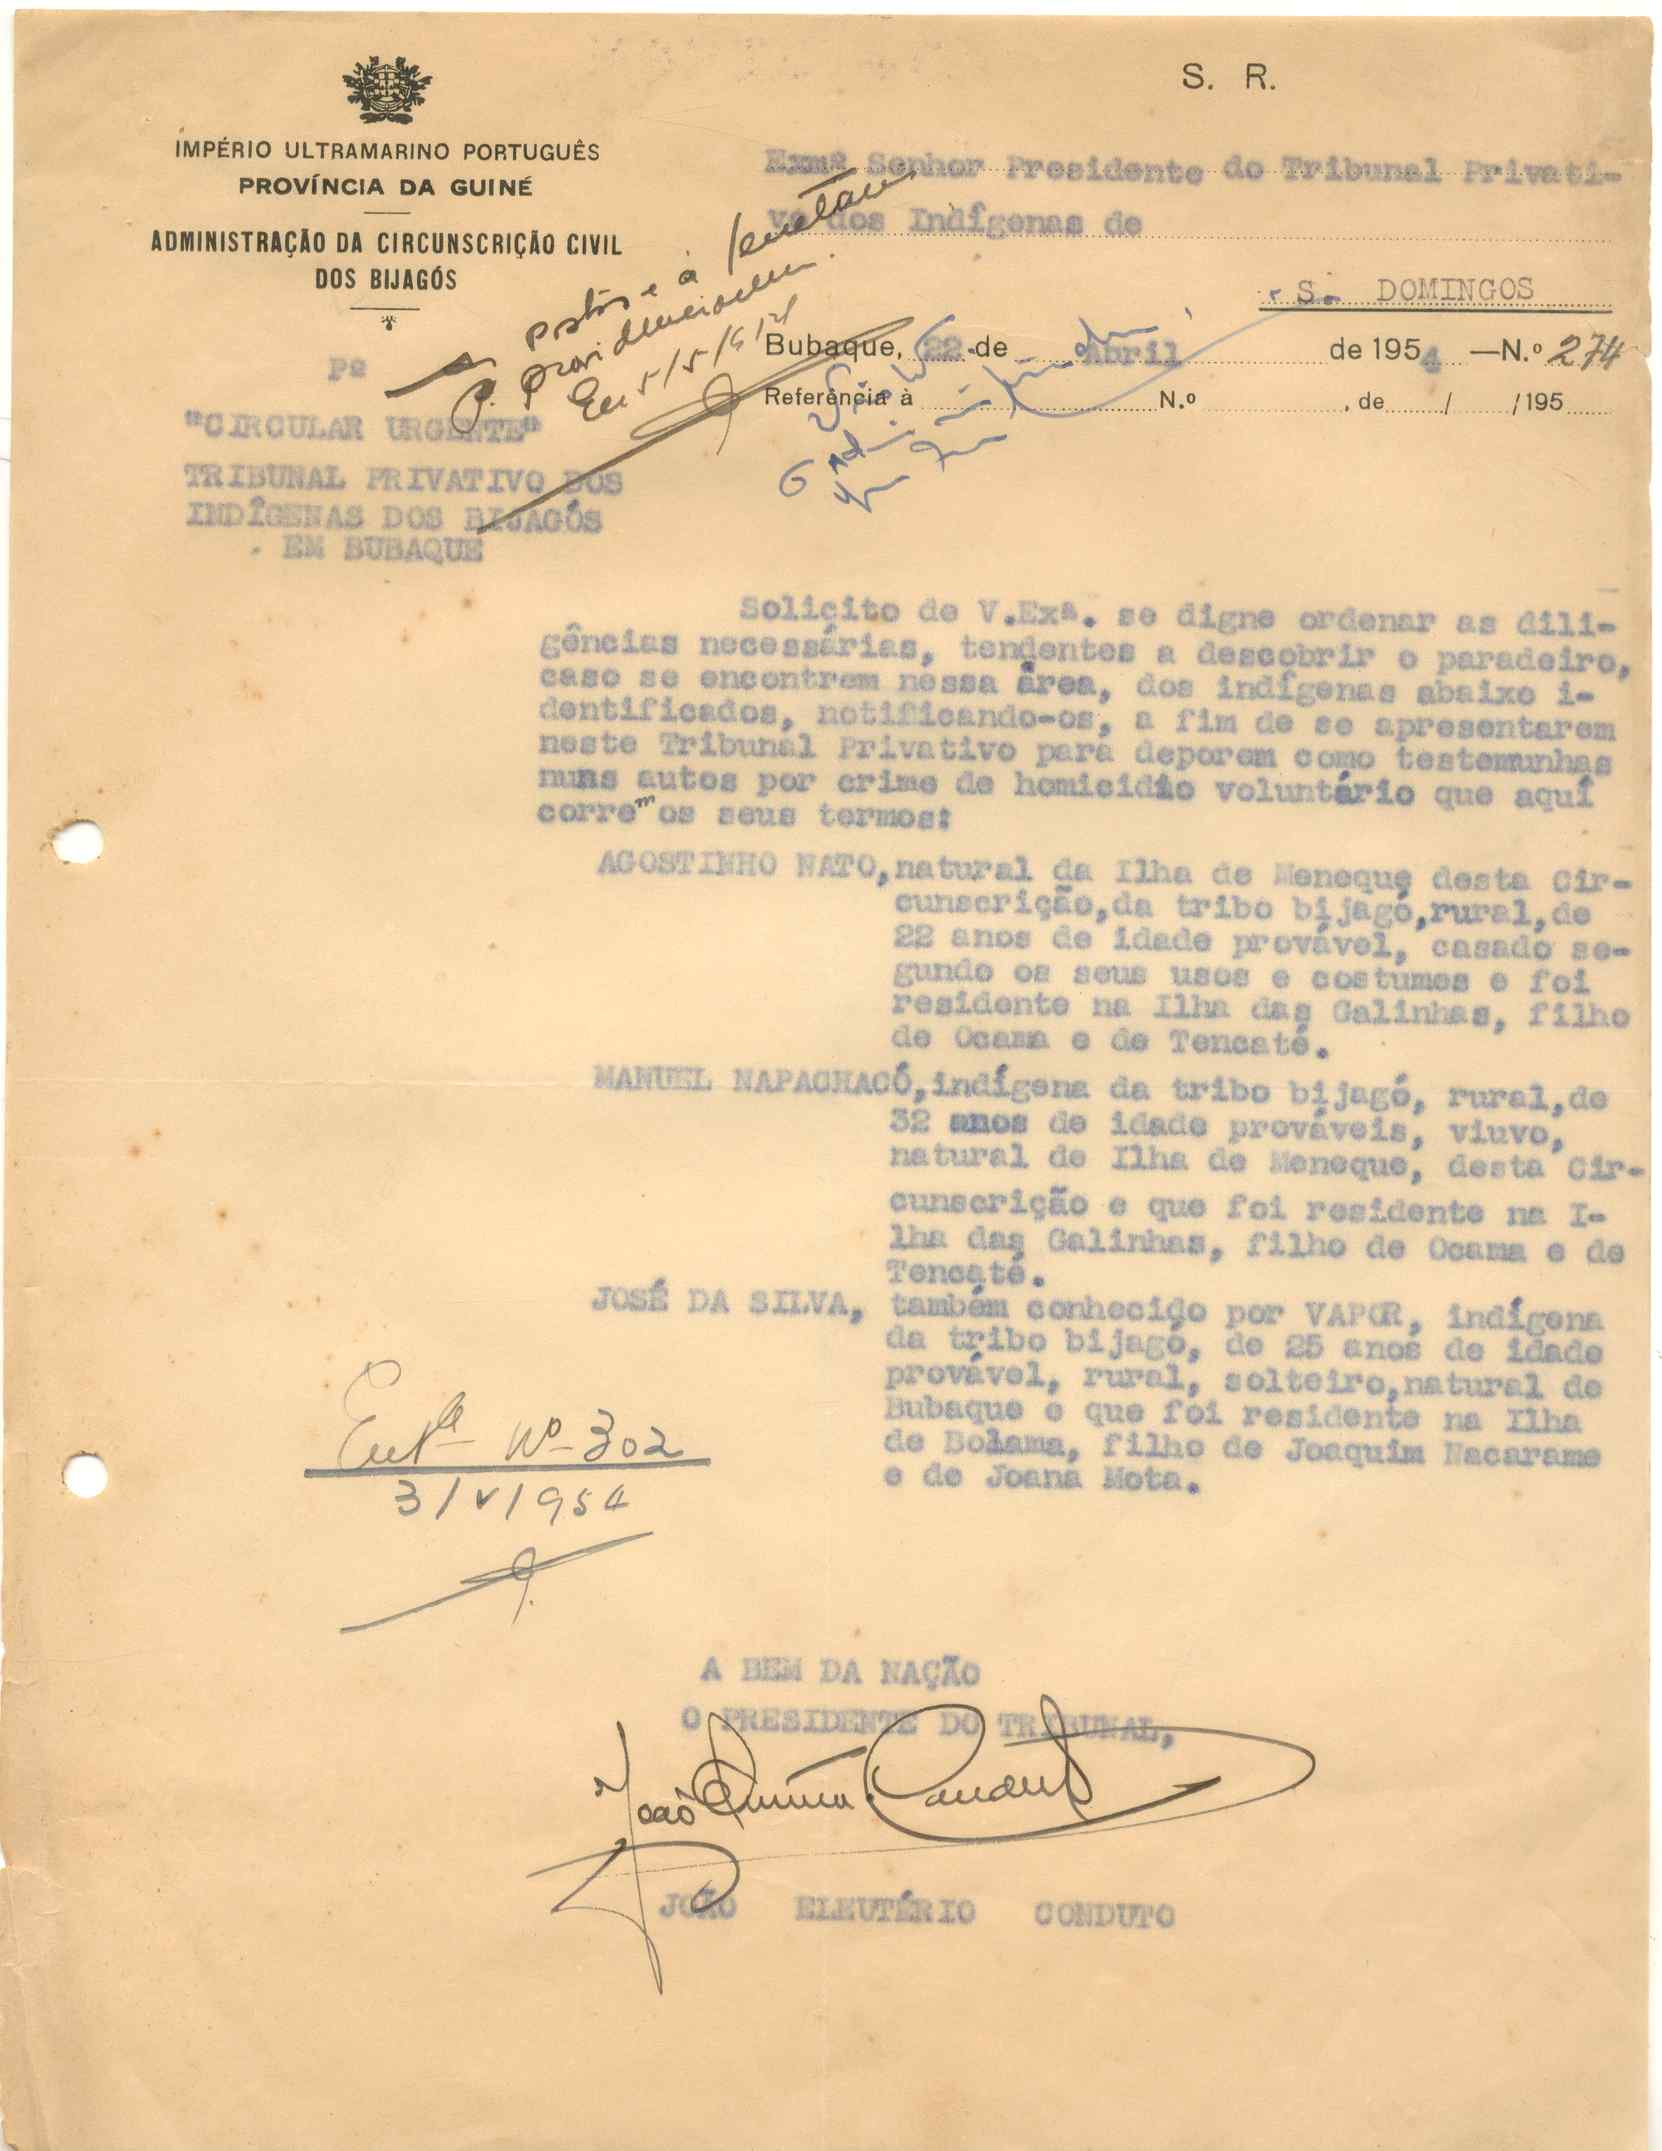 S. R.
IMPÉRIO ULTRAMARINO PORTUGUÊS
PROVÍNCIA DA GUINÉ
ADMINISTRAÇÃO DA CIRCUNSCRIÇÃO CIVIL
DOS BIJAGÓS
Exmº Senhor Presidente do Tribunal Privati-
vo dos Indígenas de
S. DOMINGOS
Bubaque, 22 de Abril de 1954 —N.º 274
Referência à N.º , de / /195
Pº
"CIRCULAR URGENTE"
TRIBUNAL PRIVATIVO DOS
INDÍGENAS DOS BIJAGÓS
EM BUBAQUE
postos e à
P.
Em 5/5/54
Solicito de V.Exª. se digne ordenar as dili-
gências necessárias, tendentes a descobrir o paradeiro,
caso se encontrem nessa área, dos indígenas abaixo i-
dentificados, notificando-os, a fim de se apresentarem
neste Tribunal Privativo para deporem como testemunhas
nuns autos por crime de homicídio voluntário que aquí
correm os seus termos:
AGOSTINHO NATO, natural da Ilha de Meneque desta Cir-
cunscrição, da tribo bijagó, rural, de
22 anos de idade provável, casado se-
gundo os seus usos e costumes e foi
residente na Ilha das Galinhas, filho
de Ocama e de Tencaté.
MANUEL NAPACHACÓ, indígena da tribo bijagó, rural, de
32 anos de idade prováveis, viuvo,
natural de Ilha de Meneque, desta Cir-
cunscrição e que foi residente na I-
lha das Galinhas, filho de Ocama e de
Tencaté.
JOSÉ DA SILVA, também conhecido por VAPOR, indígena
da tribo bijagó, de 25 anos de idade
provável, rural, solteiro, natural de
Bubaque e que foi residente na Ilha
de Bolama, filho de Joaquim Nacarame
e de Joana Mota.
Entª Nº 302
3/V/1954
A BEM DA NAÇÃO
O PRESIDENTE DO TRIBUNAL,
JOÃO ELEUTÉRIO CONDUTO